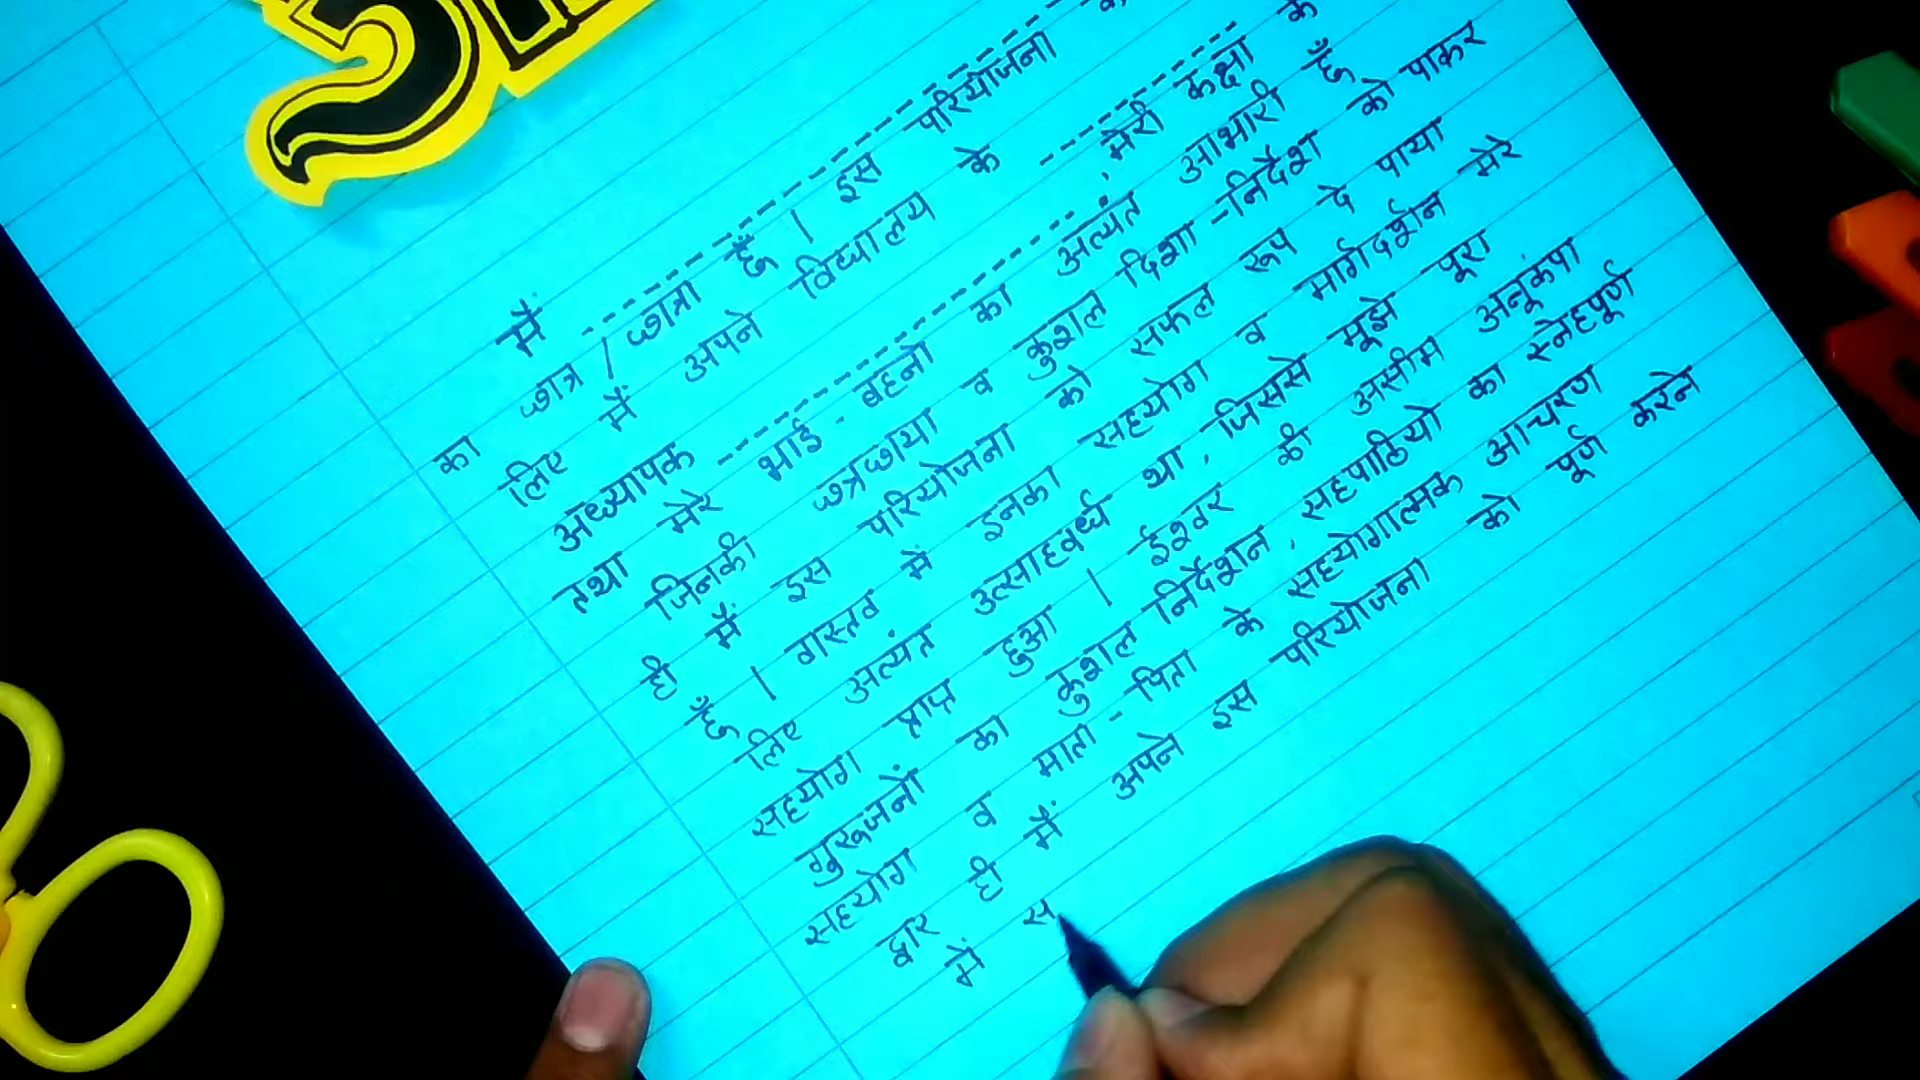 मैं ------------------------
का छात्र / छात्रा हूँ । इस परियोजना
लिए मैं अपने विद्यालय के ---------- के
अध्यापक ------------------, मेरी कक्षा
तथा मेरे भाई - बहनो का अत्यंत आभारी हूँ
जिनकी छत्रछाया व कुशल दिशा - निर्देश को पाकर
ही मैं इस परियोजना को सफल रूप दे पाया
हूँ । वास्तव में इनका सहयोग व मार्गदर्शन मेरे
लिए अत्यंत उत्साहवर्ध था , जिससे मूझे पूरा
सहयोग प्राप्त हुआ । ईश्वर की असीम अनूकंपा
गुरूजनों का कुशल निर्देशन , सहपाठियो का स्नेहपूर्ण
सहयोग व माता - पिता के सहयोगात्मक आचरण
द्वार ही मैं अपने इस परियोजना को पूर्ण करने
में स